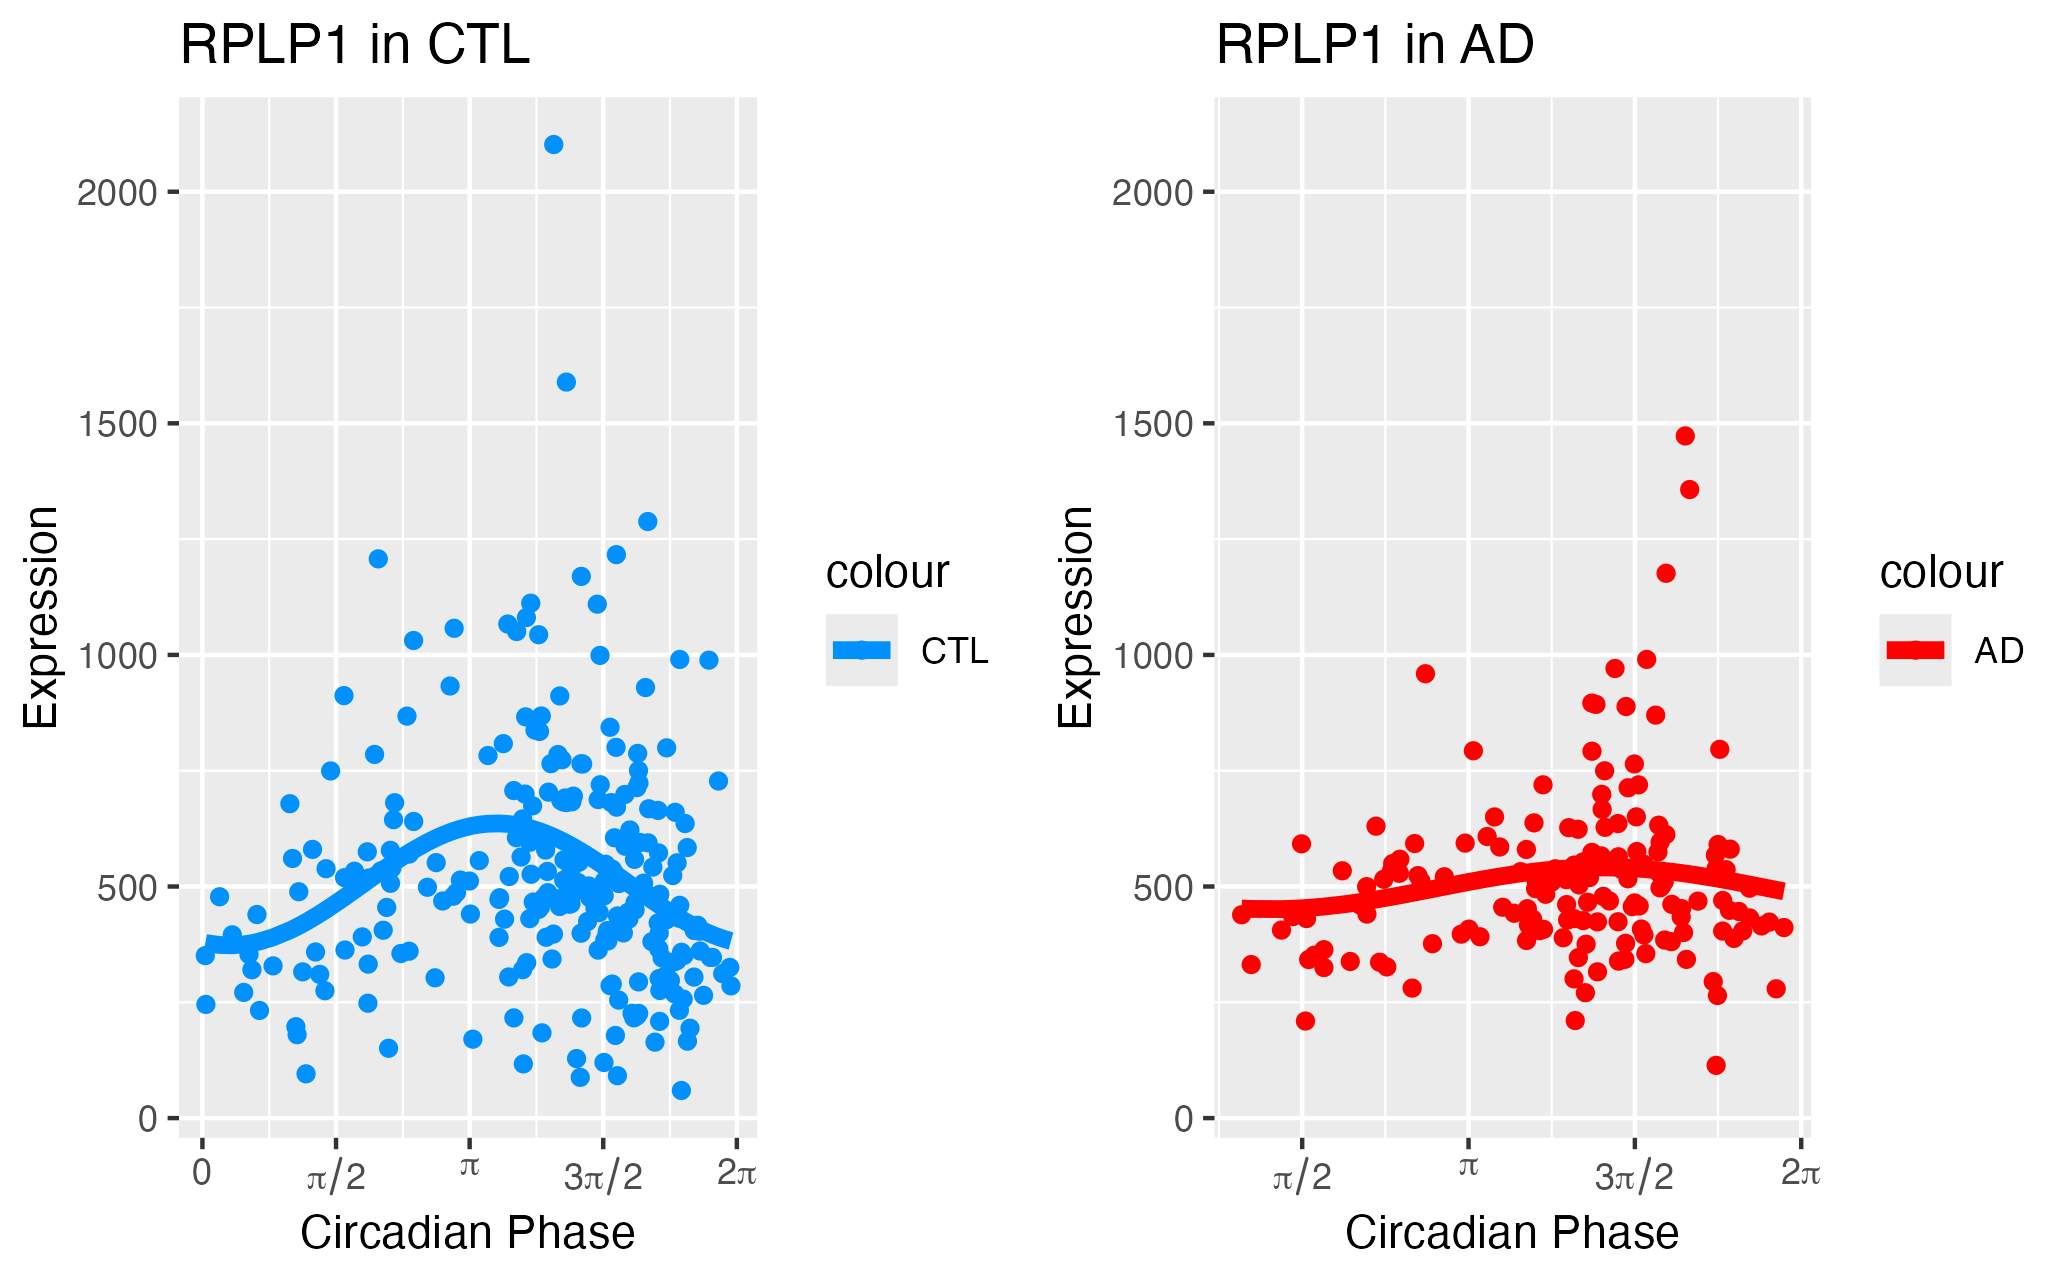 RPLP1 in CTL
Expression
2000
1500
1000
500
0
0
π/2
π
3π/2
2π
Circadian Phase
colour
CTL
RPLP1 in AD
Expression
2000
1500
1000
500
0
π/2
π
3π/2
2π
Circadian Phase
colour
AD